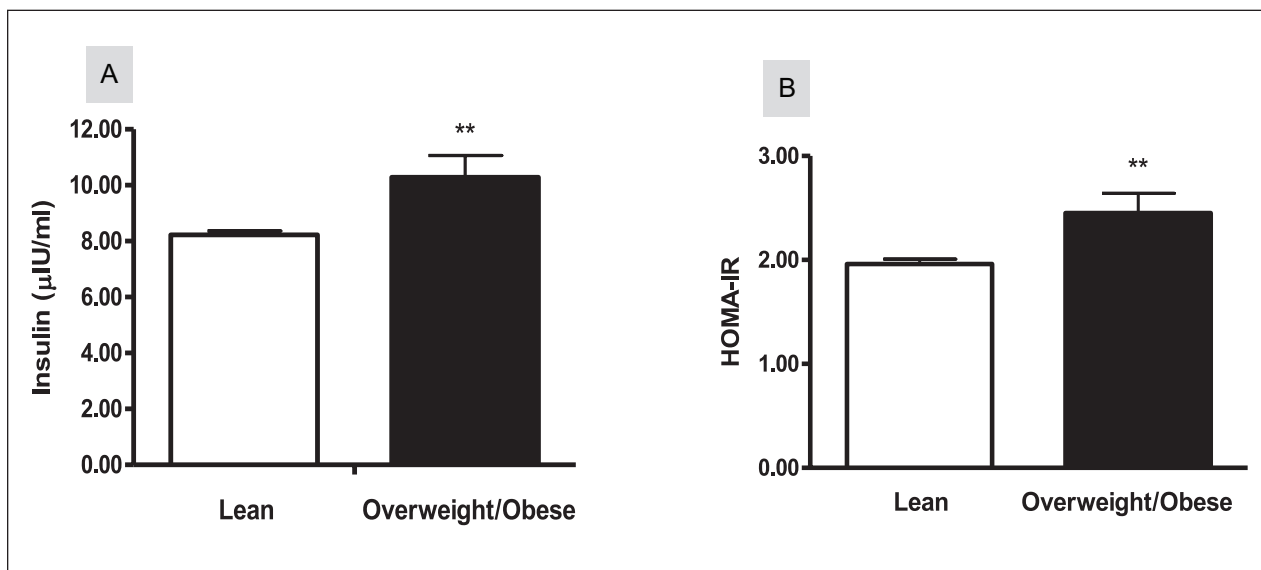 A
Insulin (µIU/ml)
12.00
10.00
8.00
6.00
4.00
2.00
0.00
**
Lean
Overweight/Obese
B
HOMA-IR
3.00
2.00
1.00
0.00
**
Lean
Overweight/Obese